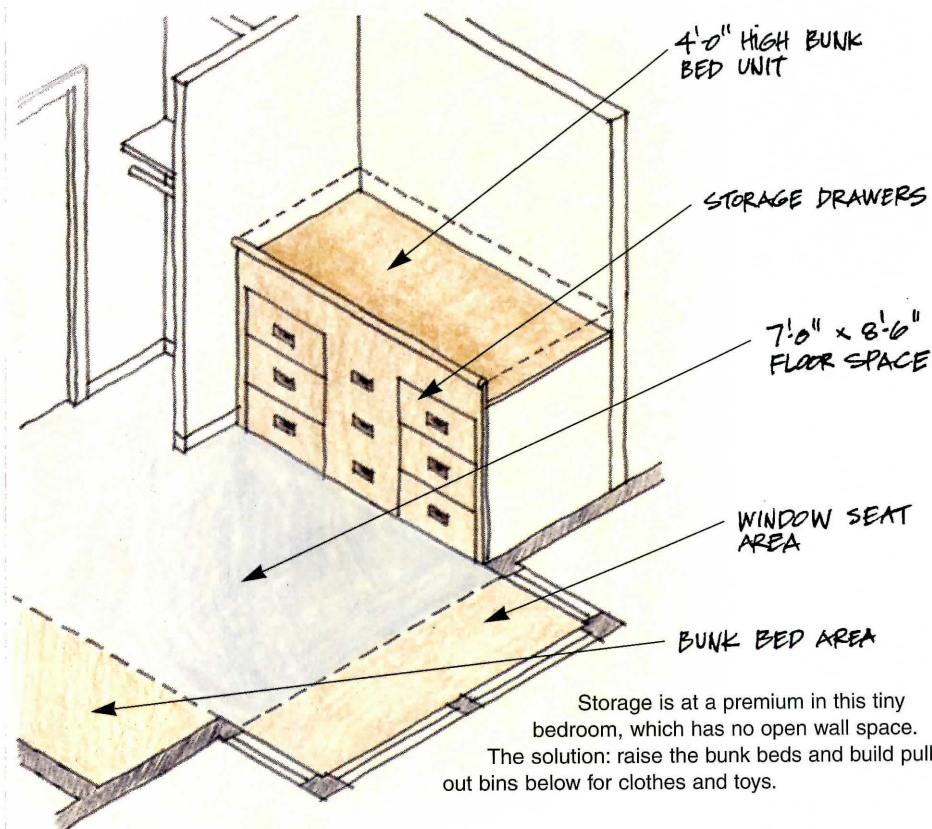 4'-0" HIGH BUNK
BED UNIT
STORAGE DRAWERS
7'-0" x 8'-6"
FLOOR SPACE
WINDOW SEAT
AREA
BUNK BED AREA
Storage is at a premium in this tiny
bedroom, which has no open wall space.
The solution: raise the bunk beds and build pull
out bins below for clothes and toys.